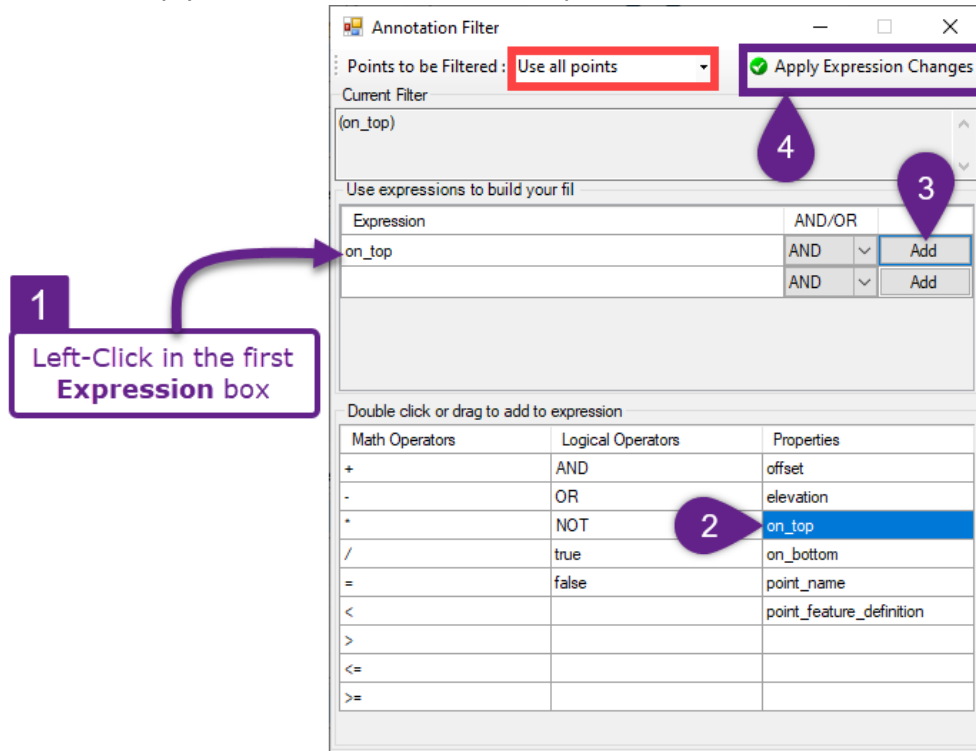 Annotation Filter
Points to be Filtered : Use all points
Apply Expression Changes
Current Filter
(on_top)
4
3
Use expressions to build your fil
Expression AND/OR
on_top AND Add
AND Add
1
Left-Click in the first
Expression box
Double click or drag to add to expression
Math Operators Logical Operators Properties
+ AND offset
- OR elevation
* NOT 2 on_top
/ true on_bottom
= false point_name
< point_feature_definition
>
<=
>=